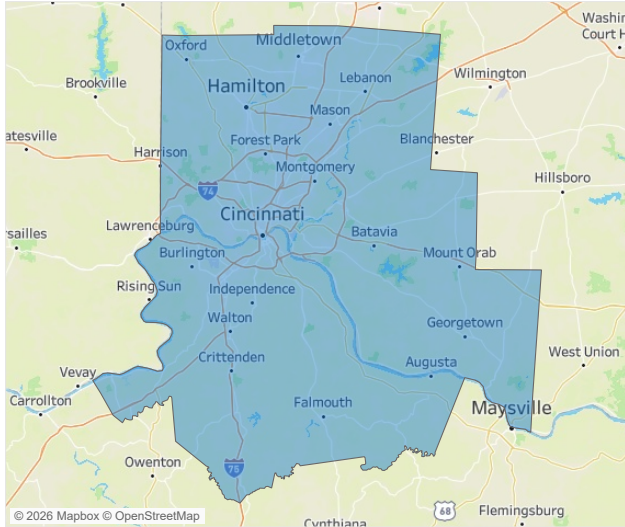 Washin
Court H
Oxford
Middletown
Brookville
Hamilton
Lebanon
Wilmington
Mason
atesville
Harrison
Forest Park
Blanchester
Montgomery
74
Hillsboro
Cincinnati
Lawrenceburg
rsailles
Batavia
Burlington
Mount Orab
Rising Sun
Independence
Walton
Georgetown
Crittenden
West Union
Vevay
Augusta
Carrollton
Falmouth
Maysville
Owenton
75
68
Flemingsburg
© 2026 Mapbox © OpenStreetMap
Cynthiana